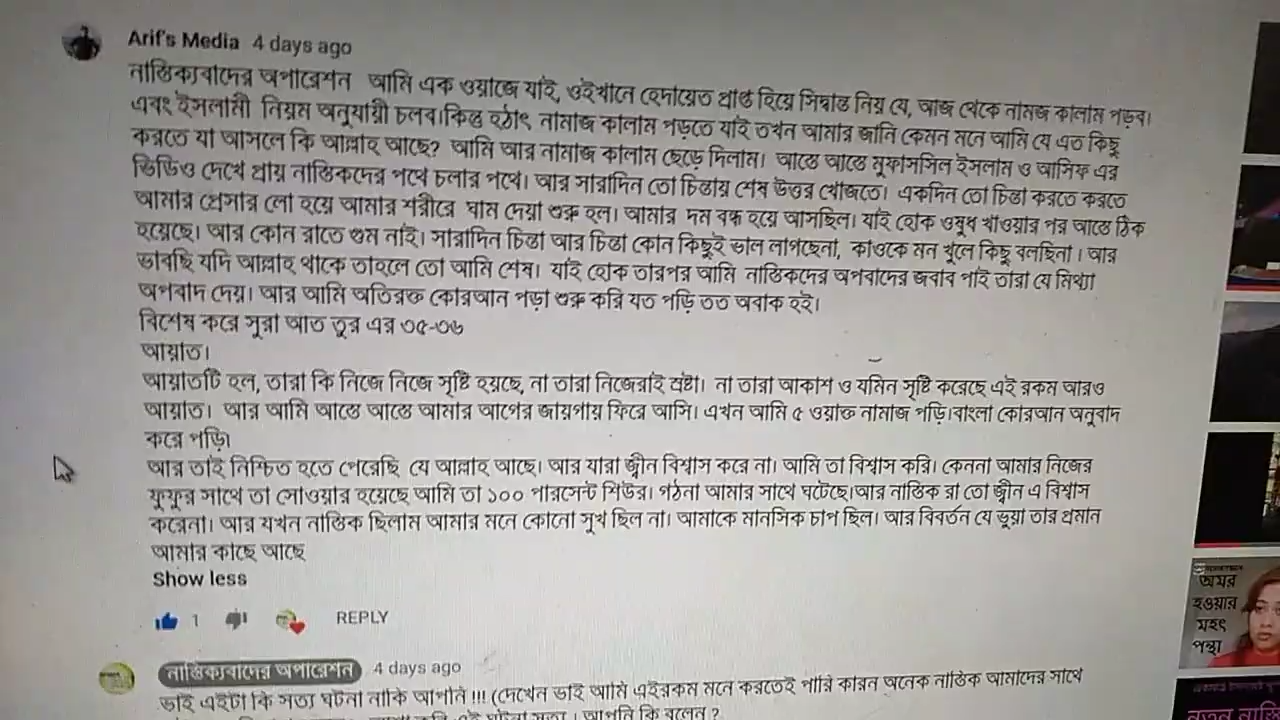 Arif's Media 4 days ago
নাস্তিক্যবাদের অপারেশন আমি এক ওয়াজে যাই, ওইখানে হেদায়েত প্রাপ্ত হিয়ে সিদ্বান্ত নিয় যে, আজ থেকে নামজ কালাম পড়ব।
এবং ইসলামী নিয়ম অনুযায়ী চলব।কিন্তু হঠাৎ নামাজ কালাম পড়তে যাই তখন আমার জানি কেমন মনে আমি যে এত কিছু
করতে যা আসলে কি আল্লাহ আছে? আমি আর নামাজ কালাম ছেড়ে দিলাম। আস্তে আস্তে মুফাসসিল ইসলাম ও আসিফ এর
ভিডিও দেখে প্রায় নাস্তিকদের পথে চলার পথে। আর সারাদিন তো চিন্তায় শেষ উত্তর খোজতে। একদিন তো চিন্তা করতে করতে
আমার প্রেসার লো হয়ে আমার শরীরে ঘাম দেয়া শুরু হল। আমার দম বন্ধ হয়ে আসছিল। যাই হোক ওষুধ খাওয়ার পর আস্তে ঠিক
হয়েছে। আর কোন রাতে গুম নাই। সারাদিন চিন্তা আর চিন্তা কোন কিছুই ভাল লাগছেনা, কাওকে মন খুলে কিছু বলছিনা। আর
ভাবছি যদি আল্লাহ থাকে তাহলে তো আমি শেষ। যাই হোক তারপর আমি নাস্তিকদের অপবাদের জবাব পাই তারা যে মিথ্যা
অপবাদ দেয়। আর আমি অতিরক্ত কোরআন পড়া শুরু করি যত পড়ি তত অবাক হই।
বিশেষ করে সুরা আত তুর এর ৩৫-৩৬
আয়াত।
আয়াতটি হল, তারা কি নিজে নিজে সৃষ্টি হয়ছে, না তারা নিজেরাই স্রষ্টা। না তারা আকাশ ও যমিন সৃষ্টি করেছে এই রকম আরও
আয়াত। আর আমি আস্তে আস্তে আমার আগের জায়গায় ফিরে আসি। এখন আমি ৫ ওয়াক্ত নামাজ পড়ি।বাংলা কোরআন অনুবাদ
করে পড়ি।
আর তাই নিশ্চিত হতে পেরেছি যে আল্লাহ আছে। আর যারা জ্বীন বিশ্বাস করে না। আমি তা বিশ্বাস করি। কেননা আমার নিজের
ফুফুর সাথে তা সোওয়ার হয়েছে আমি তা ১০০ পারসেন্ট শিউর। গঠনা আমার সাথে ঘটেছে।আর নাস্তিক রা তো জ্বীন এ বিশ্বাস
করেনা। আর যখন নাস্তিক ছিলাম আমার মনে কোনো সুখ ছিল না। আমাকে মানসিক চাপ ছিল। আর বিবর্তন যে ভুয়া তার প্রমান
আমার কাছে আছে
Show less
1 REPLY
নাস্তিক্যবাদের অপারেশন 4 days ago
ভাই এইটা কি সত্য ঘটনা নাকি আপনি !!! (দেখেন ভাই আমি এইরকম মনে করতেই পারি কারন অনেক নাস্তিক আমাদের সাথে
এই ঘটনা সত্য। আপনি কি বলেন ?
অমর
হওয়ার
মহৎ
পন্থা
নতুন